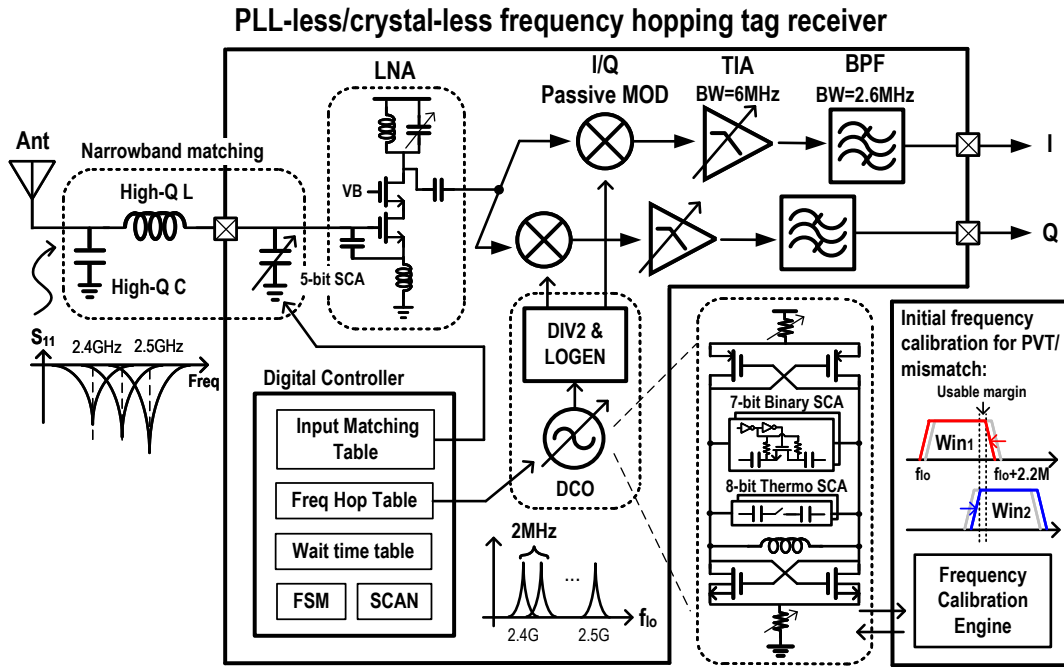 PLL-less/crystal-less frequency hopping tag receiver
LNA
I/Q
Passive MOD
TIA
BW=6MHz
BPF
BW=2.6MHz
Ant
Narrowband matching
High-Q L
High-Q C
VB
5-bit SCA
I
Q
S11
2.4GHz
2.5GHz
Freq
Digital Controller
Input Matching
Table
Freq Hop Table
Wait time table
FSM
SCAN
DIV2 &
LOGEN
DCO
2MHz
...
2.4G
2.5G
flo
7-bit Binary SCA
8-bit Thermo SCA
Initial frequency
calibration for PVT/
mismatch:
Usable margin
Win1
flo
flo+2.2M
Win2
Frequency
Calibration
Engine